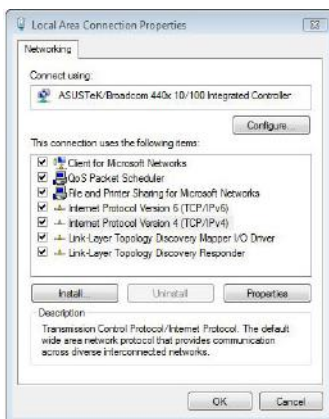 Local Area Connection Properties
Networking
Connect using:
ASUSTeK/Broadcom 440x 10/100 Integrated Controller
Configure...
This connection uses the following items:
Client for Microsoft Networks
QoS Packet Scheduler
File and Printer Sharing for Microsoft Networks
Internet Protocol Version 6 (TCP/IPv6)
Internet Protocol Version 4 (TCP/IPv4)
Link-Layer Topology Discovery Mapper I/O Driver
Link-Layer Topology Discovery Responder
Install...
Uninstall
Properties
Description
Transmission Control Protocol/Internet Protocol. The default
wide area network protocol that provides communication
across diverse interconnected networks.
OK
Cancel